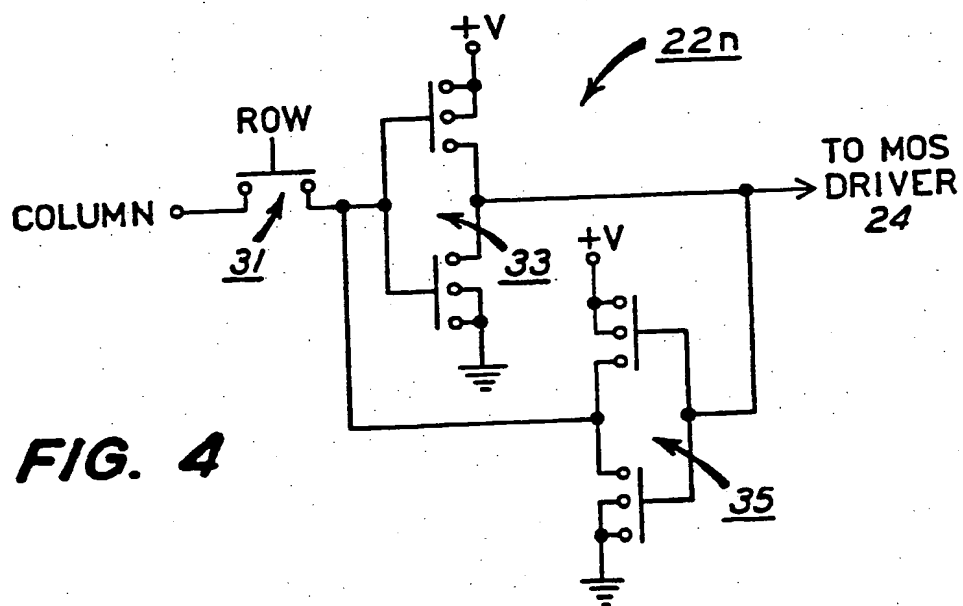 +V
22n
ROW
COLUMN
31
33
TO MOS
DRIVER
24
+V
35
FIG. 4